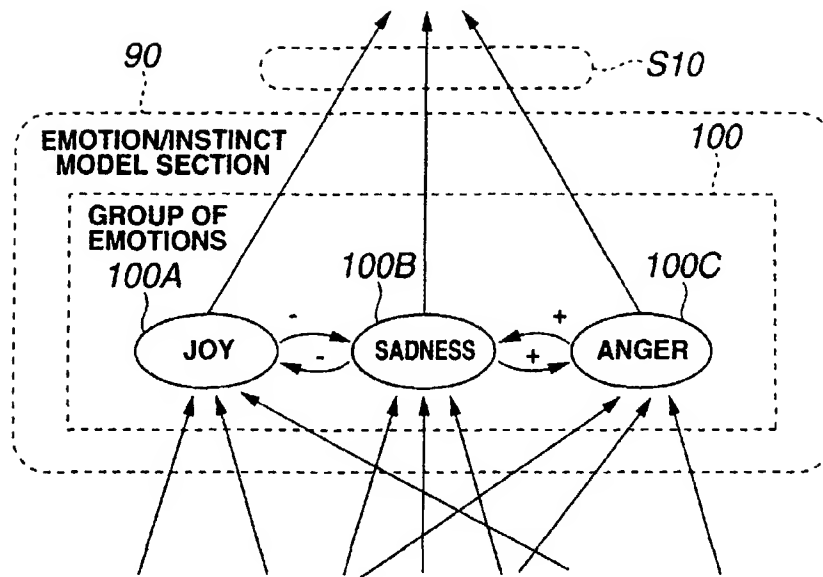 90
S10
EMOTION/INSTINCT
MODEL SECTION
100
GROUP OF
EMOTIONS
100A
100B
100C
- +
JOY
SADNESS
ANGER
- +